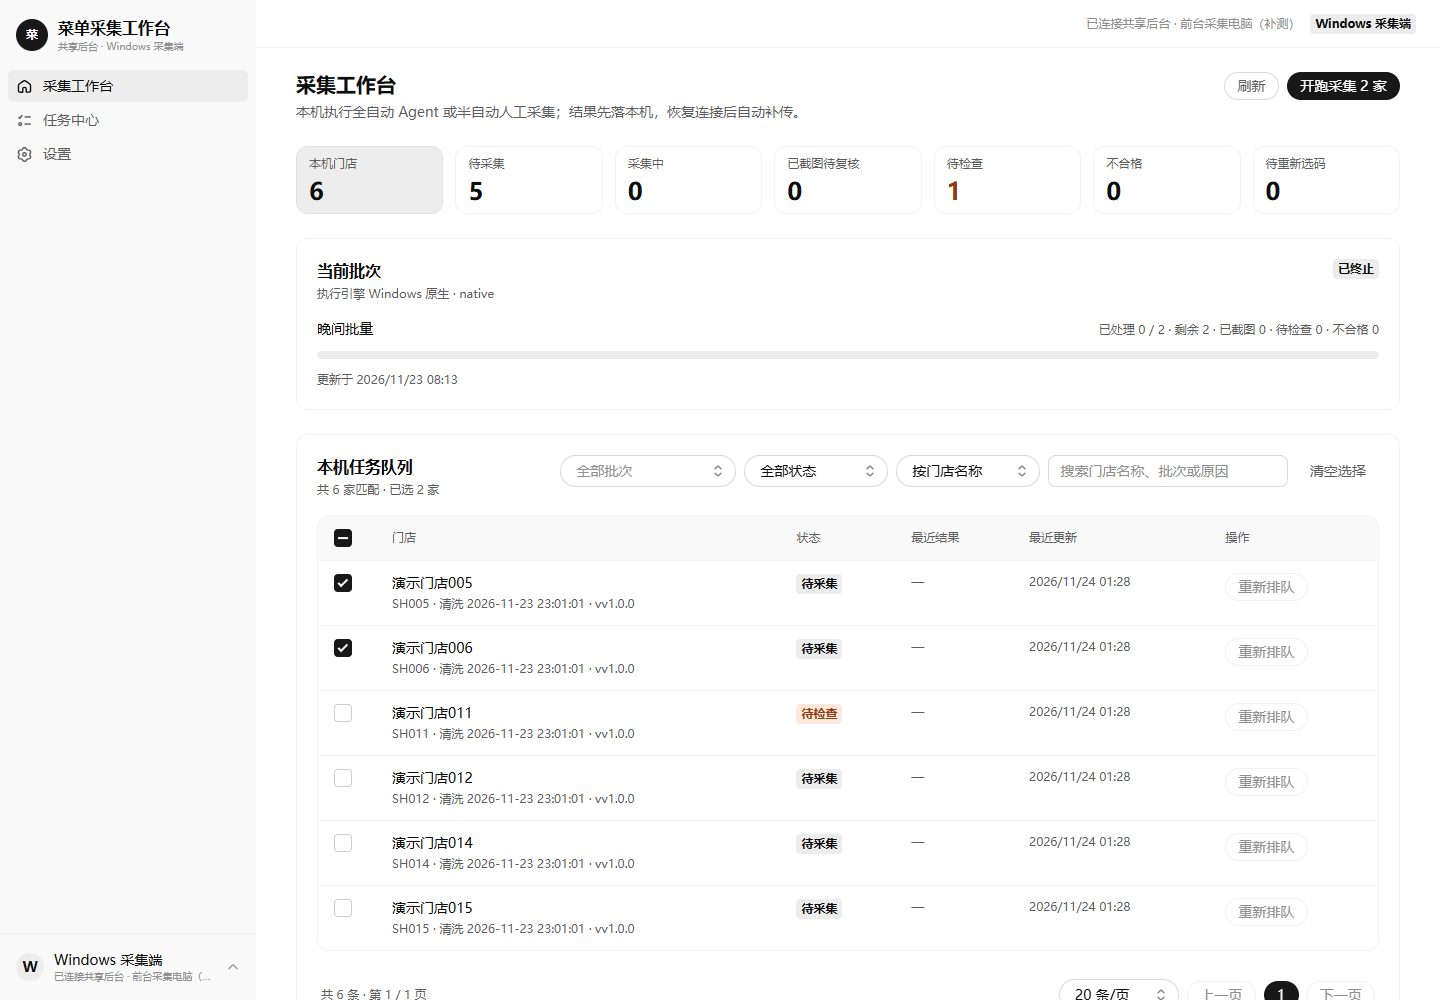 菜
菜单采集工作台
共享后台 · Windows 采集端
采集工作台
任务中心
设置
W
Windows 采集端
已连接共享后台 · 前台采集电脑（...
已连接共享后台 · 前台采集电脑（补测）
Windows 采集端
采集工作台
本机执行全自动 Agent 或半自动人工采集；结果先落本机，恢复连接后自动补传。
刷新
开跑采集 2 家
本机门店
6
待采集
5
采集中
0
已截图待复核
0
待检查
1
不合格
0
待重新选码
0
当前批次
已终止
执行引擎 Windows 原生 · native
晚间批量
已处理 0 / 2 · 剩余 2 · 已截图 0 · 待检查 0 · 不合格 0
更新于 2026/11/23 08:13
本机任务队列
共 6 家匹配 · 已选 2 家
全部批次
全部状态
按门店名称
搜索门店名称、批次或原因
清空选择
门店 状态 最近结果 最近更新 操作
演示门店005 待采集 — 2026/11/24 01:28 重新排队
SH005 · 清洗 2026-11-23 23:01:01 · vv1.0.0
演示门店006 待采集 — 2026/11/24 01:28 重新排队
SH006 · 清洗 2026-11-23 23:01:01 · vv1.0.0
演示门店011 待检查 — 2026/11/24 01:28 重新排队
SH011 · 清洗 2026-11-23 23:01:01 · vv1.0.0
演示门店012 待采集 — 2026/11/24 01:28 重新排队
SH012 · 清洗 2026-11-23 23:01:01 · vv1.0.0
演示门店014 待采集 — 2026/11/24 01:28 重新排队
SH014 · 清洗 2026-11-23 23:01:01 · vv1.0.0
演示门店015 待采集 — 2026/11/24 01:28 重新排队
SH015 · 清洗 2026-11-23 23:01:01 · vv1.0.0
共 6 条 · 第 1 / 1 页
20 条/页
上一页
1
下一页